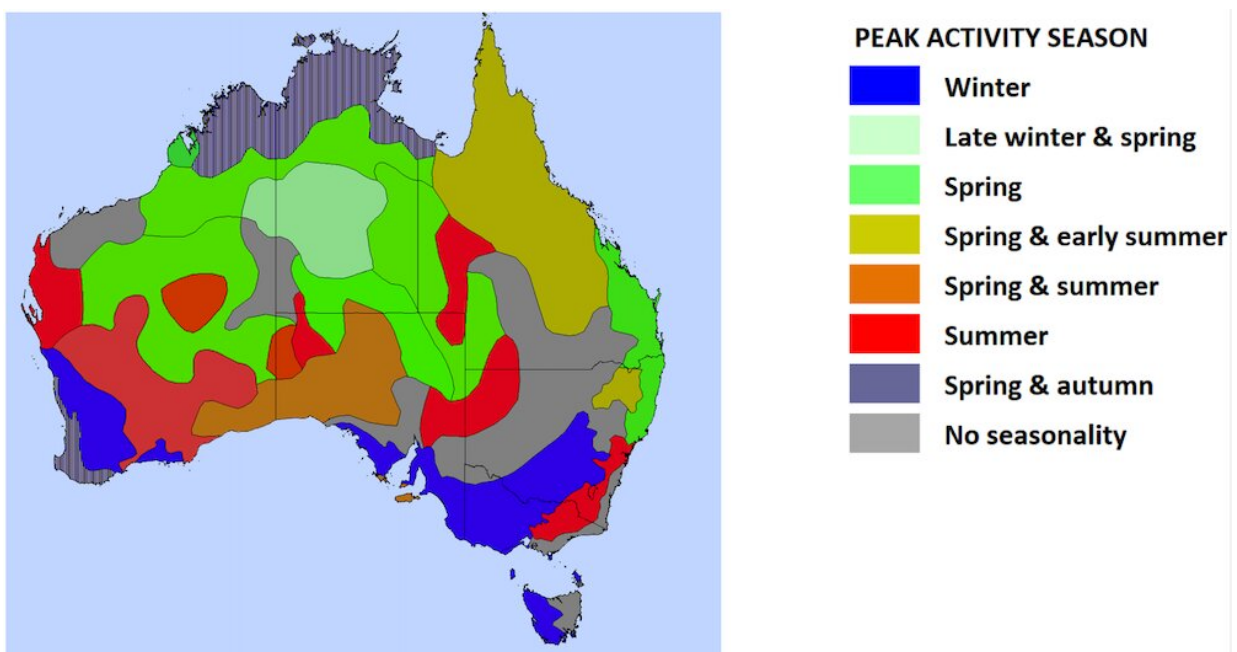 PEAK ACTIVITY SEASON
Winter
Late winter & spring
Spring
Spring & early summer
Spring & summer
Summer
Spring & autumn
No seasonality